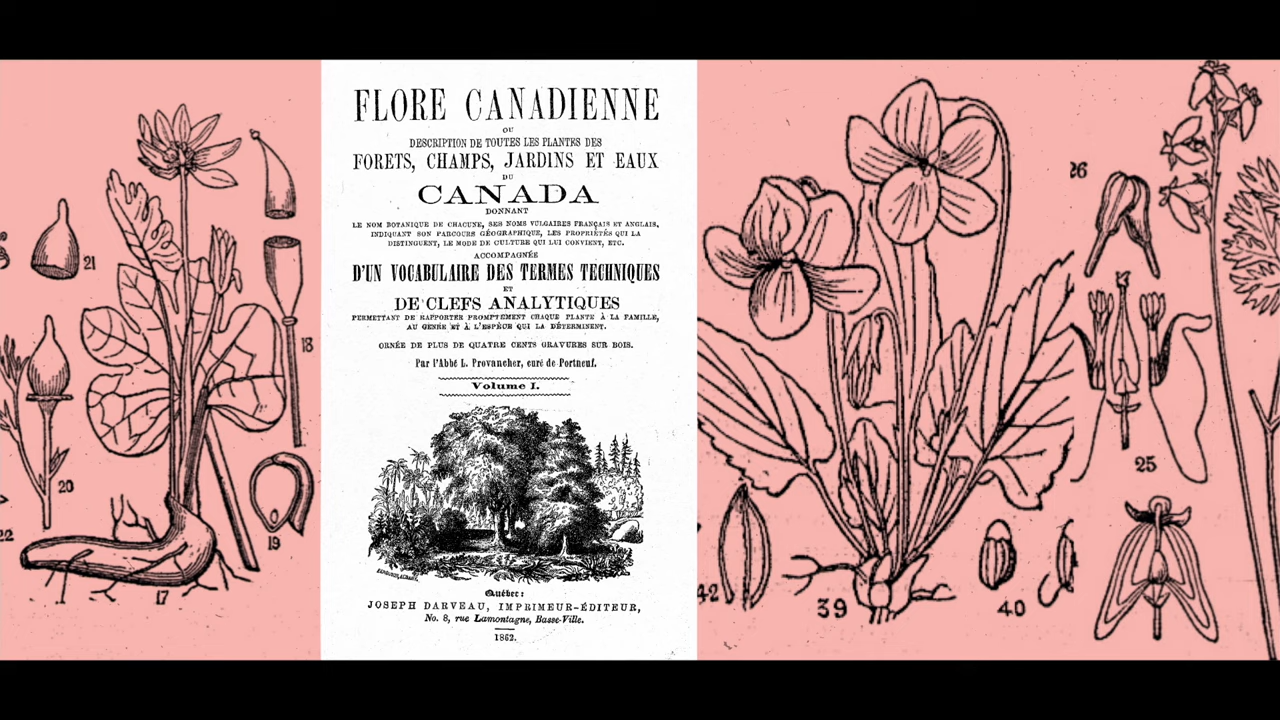 FLORE CANADIENNE
OU
DESCRIPTION DE TOUTES LES PLANTES DES
FORETS, CHAMPS, JARDINS ET EAUX
DU
CANADA
DONNANT
LE NOM BOTANIQUE DE CHACUNE, SES NOMS VULGAIRES FRANÇAIS ET ANGLAIS,
INDIQUANT SON PARCOURS GÉOGRAPHIQUE, LES PROPRIÉTÉS QUI LA
DISTINGUENT, LE MODE DE CULTURE QUI LUI CONVIENT, ETC.
ACCOMPAGNÉE
D'UN VOCABULAIRE DES TERMES TECHNIQUES
ET
DE CLEFS ANALYTIQUES
PERMETTANT DE RAPPORTER PROMPTEMENT CHAQUE PLANTE À LA FAMILLE,
AU GENRE ET À L'ESPÈCE QUI LA DÉTERMINENT.
ORNÉE DE PLUS DE QUATRE CENTS GRAVURES SUR BOIS.
Par l'Abbé L. Provancher, curé de Portneuf.
Volume I.
Québec:
JOSEPH DARVEAU, IMPRIMEUR-ÉDITEUR,
No. 8, rue Lamontagne, Basse-Ville.
1862.
21
18
20
22
19
17
26
25
42
39
40